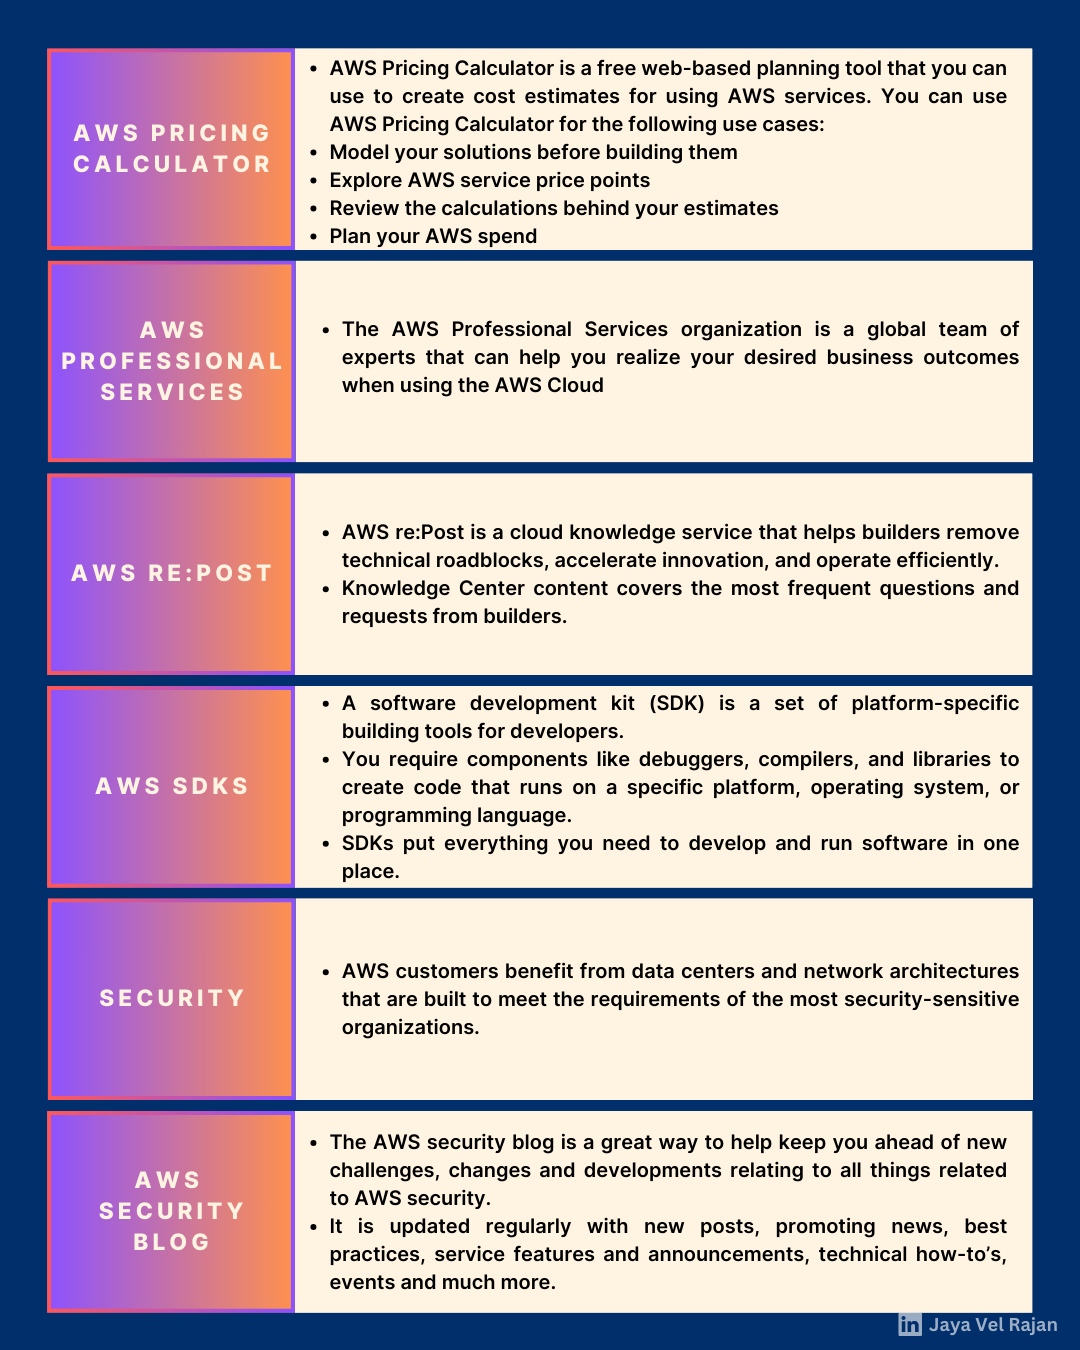 AWS PRICING
CALCULATOR
• AWS Pricing Calculator is a free web-based planning tool that you can
use to create cost estimates for using AWS services. You can use
AWS Pricing Calculator for the following use cases:
• Model your solutions before building them
• Explore AWS service price points
• Review the calculations behind your estimates
• Plan your AWS spend
AWS
PROFESSIONAL
SERVICES
• The AWS Professional Services organization is a global team of
experts that can help you realize your desired business outcomes
when using the AWS Cloud
AWS RE:POST
• AWS re:Post is a cloud knowledge service that helps builders remove
technical roadblocks, accelerate innovation, and operate efficiently.
• Knowledge Center content covers the most frequent questions and
requests from builders.
AWS SDKS
• A software development kit (SDK) is a set of platform-specific
building tools for developers.
• You require components like debuggers, compilers, and libraries to
create code that runs on a specific platform, operating system, or
programming language.
• SDKs put everything you need to develop and run software in one
place.
SECURITY
• AWS customers benefit from data centers and network architectures
that are built to meet the requirements of the most security-sensitive
organizations.
AWS
SECURITY
BLOG
• The AWS security blog is a great way to help keep you ahead of new
challenges, changes and developments relating to all things related
to AWS security.
• It is updated regularly with new posts, promoting news, best
practices, service features and announcements, technical how-to’s,
events and much more.
in Jaya Vel Rajan